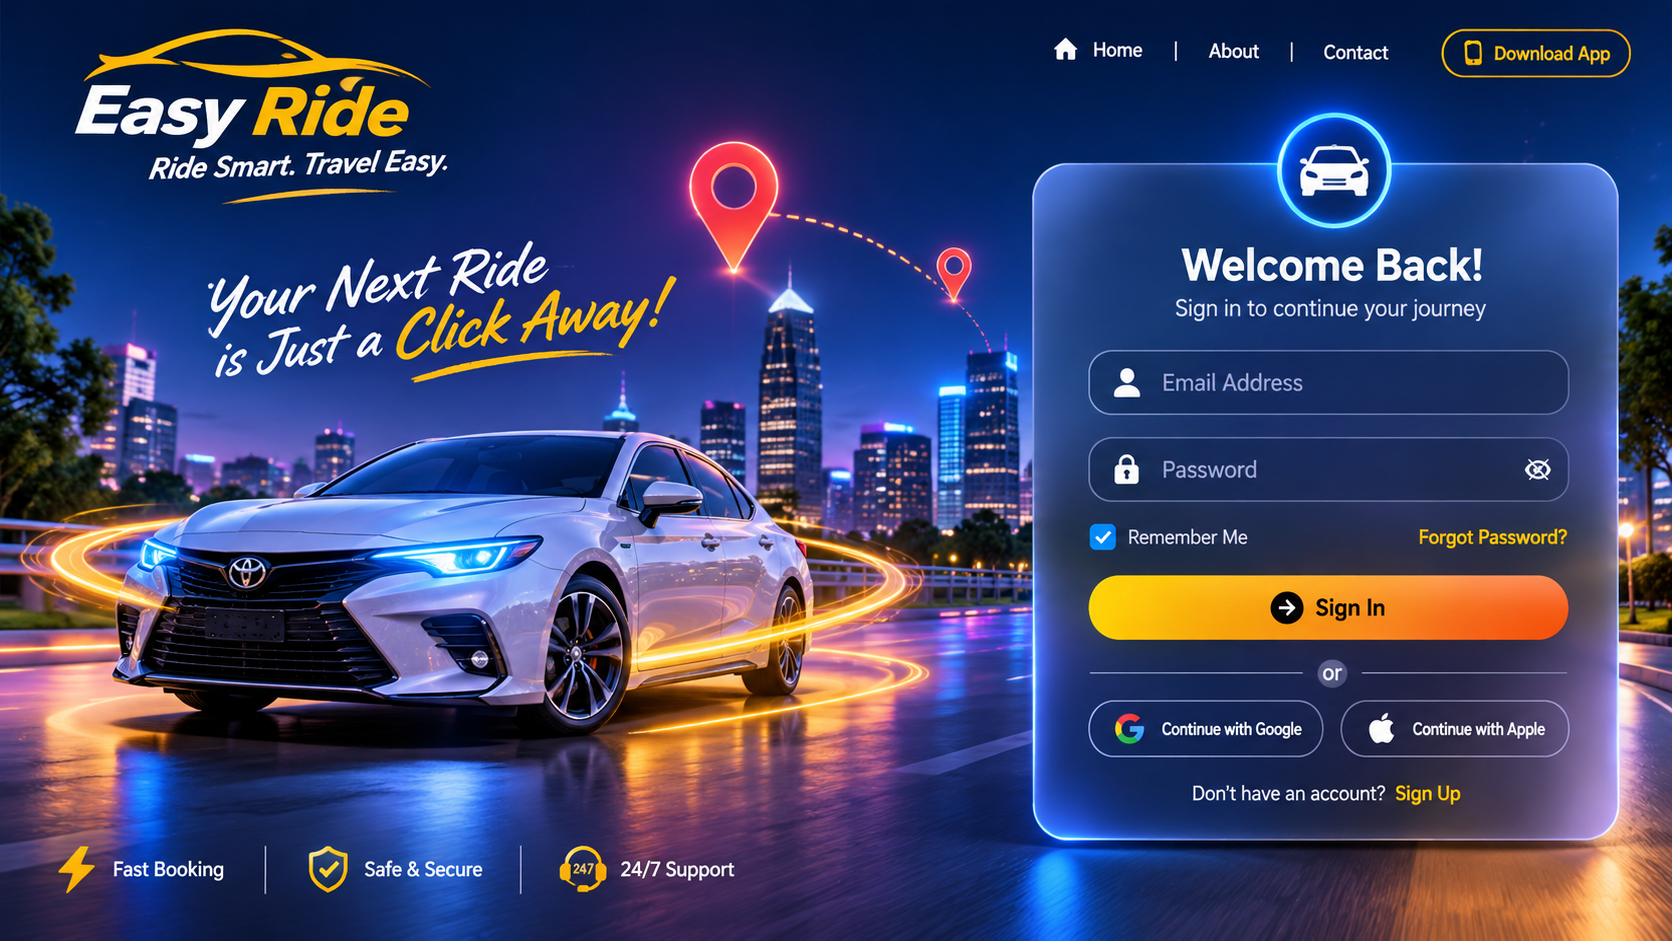 Easy Ride
Ride Smart. Travel Easy.
Home | About | Contact
Download App
Your Next Ride
is Just a Click Away!
Welcome Back!
Sign in to continue your journey
Email Address
Password
Remember Me
Forgot Password?
Sign In
or
Continue with Google
Continue with Apple
Don't have an account? Sign Up
Fast Booking
Safe & Secure
247
24/7 Support